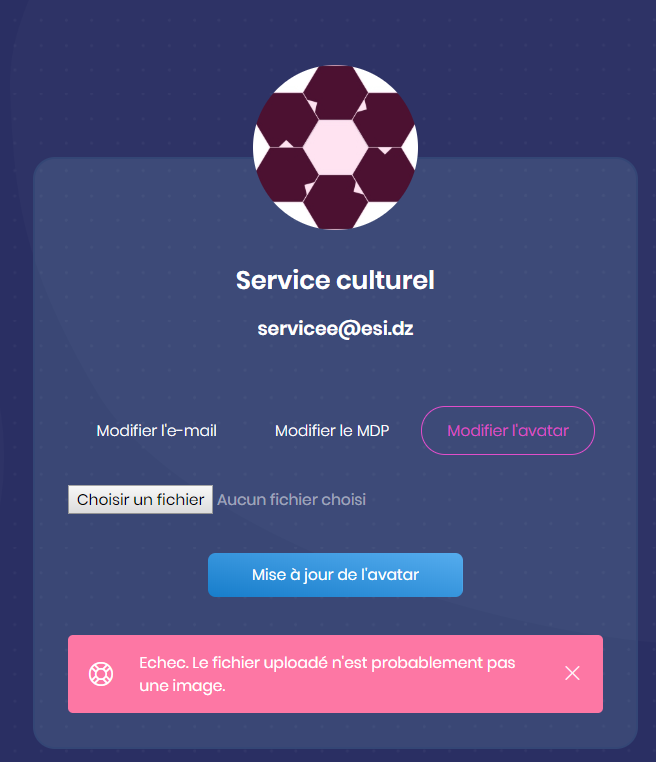 Service culturel
servicee@esi.dz
Modifier l'e-mail Modifier le MDP Modifier l'avatar
Choisir un fichier Aucun fichier choisi
Mise à jour de l'avatar
Echec. Le fichier uploadé n'est probablement pas
une image.